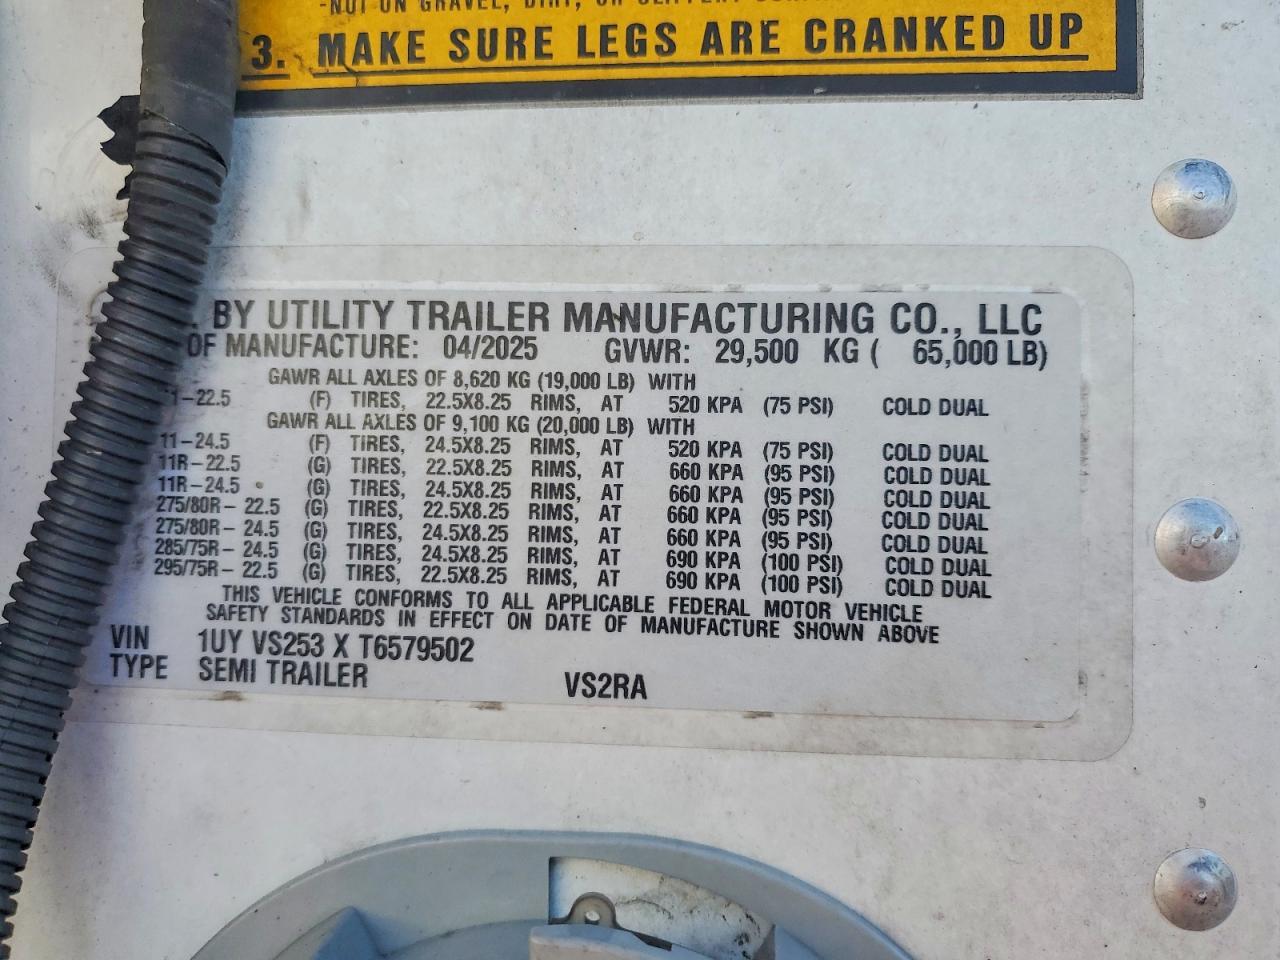 -NOT ON GRAVEL, DIRT, OR SLIPPERY
3. MAKE SURE LEGS ARE CRANKED UP
BY UTILITY TRAILER MANUFACTURING CO., LLC
OF MANUFACTURE: 04/2025 GVWR: 29,500 KG ( 65,000 LB)
GAWR ALL AXLES OF 8,620 KG (19,000 LB) WITH
1-22.5 (F) TIRES, 22.5X8.25 RIMS, AT 520 KPA (75 PSI) COLD DUAL
GAWR ALL AXLES OF 9,100 KG (20,000 LB) WITH
11-24.5 (F) TIRES, 24.5X8.25 RIMS, AT 520 KPA (75 PSI) COLD DUAL
11R-22.5 (G) TIRES, 22.5X8.25 RIMS, AT 660 KPA (95 PSI) COLD DUAL
11R-24.5 (G) TIRES, 24.5X8.25 RIMS, AT 660 KPA (95 PSI) COLD DUAL
275/80R-22.5 (G) TIRES, 22.5X8.25 RIMS, AT 660 KPA (95 PSI) COLD DUAL
275/80R-24.5 (G) TIRES, 24.5X8.25 RIMS, AT 660 KPA (95 PSI) COLD DUAL
285/75R-24.5 (G) TIRES, 24.5X8.25 RIMS, AT 690 KPA (100 PSI) COLD DUAL
295/75R-22.5 (G) TIRES, 22.5X8.25 RIMS, AT 690 KPA (100 PSI) COLD DUAL
THIS VEHICLE CONFORMS TO ALL APPLICABLE FEDERAL MOTOR VEHICLE
SAFETY STANDARDS IN EFFECT ON DATE OF MANUFACTURE SHOWN ABOVE
VIN 1UY VS253 X T6579502
TYPE SEMI TRAILER VS2RA